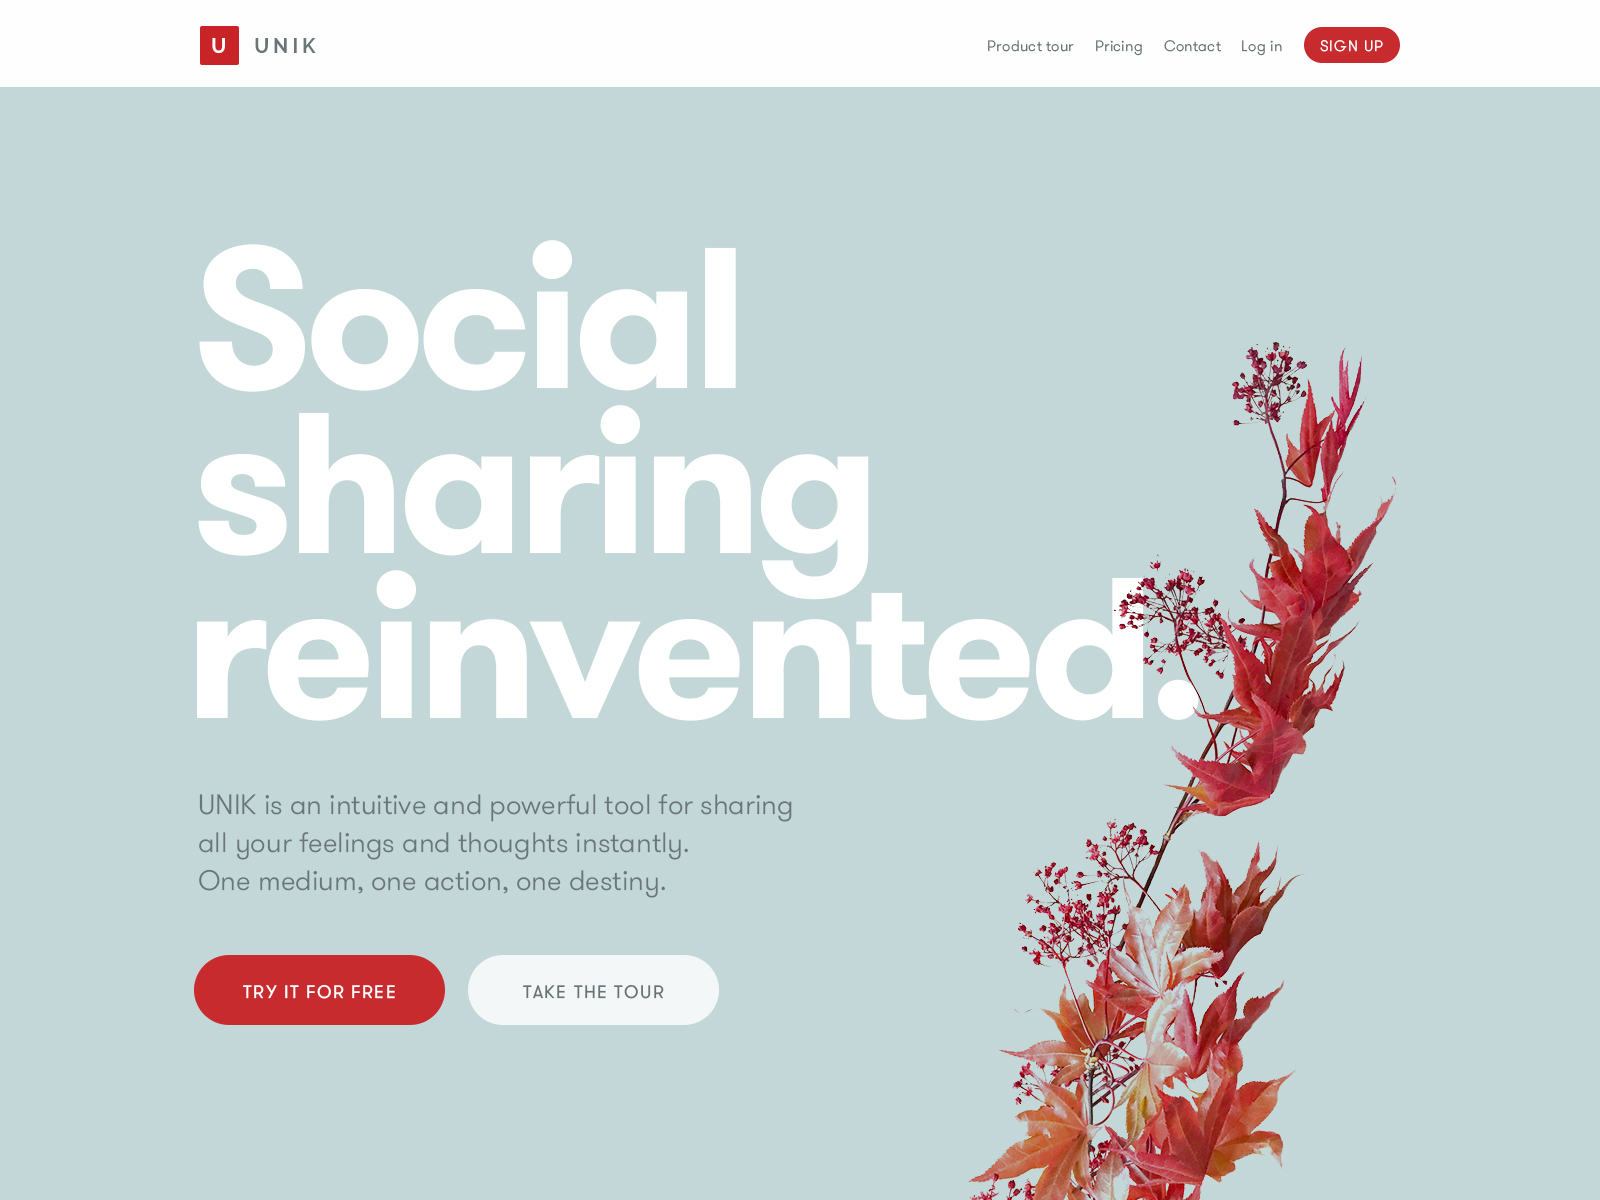 U UNIK
Product tour Pricing Contact Log in SIGN UP
Social
sharing
reinvented.
UNIK is an intuitive and powerful tool for sharing
all your feelings and thoughts instantly.
One medium, one action, one destiny.
TRY IT FOR FREE TAKE THE TOUR